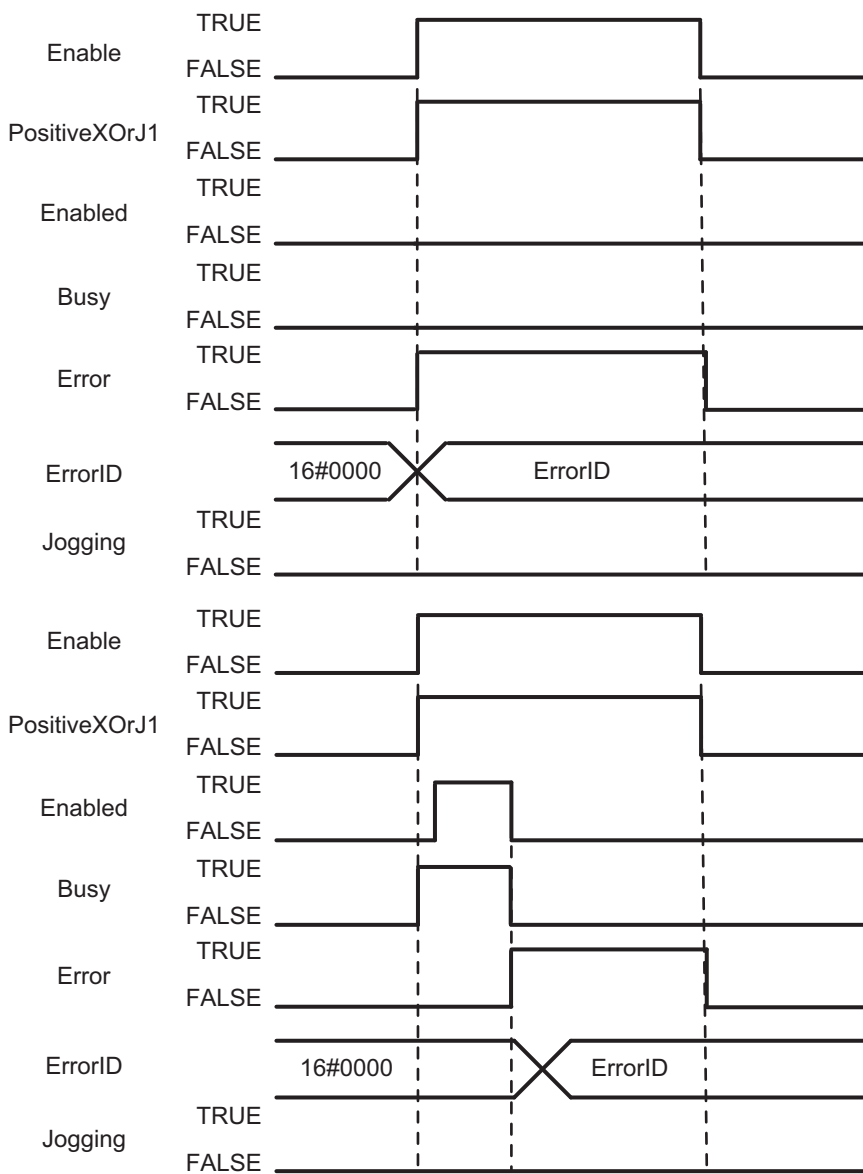 TRUE
Enable
FALSE
TRUE
PositiveXOrJ1
FALSE
TRUE
Enabled
FALSE
TRUE
Busy
FALSE
TRUE
Error
FALSE
ErrorID 16#0000 ErrorID
TRUE
Jogging
FALSE
TRUE
Enable
FALSE
TRUE
PositiveXOrJ1
FALSE
TRUE
Enabled
FALSE
TRUE
Busy
FALSE
TRUE
Error
FALSE
ErrorID 16#0000 ErrorID
TRUE
Jogging
FALSE